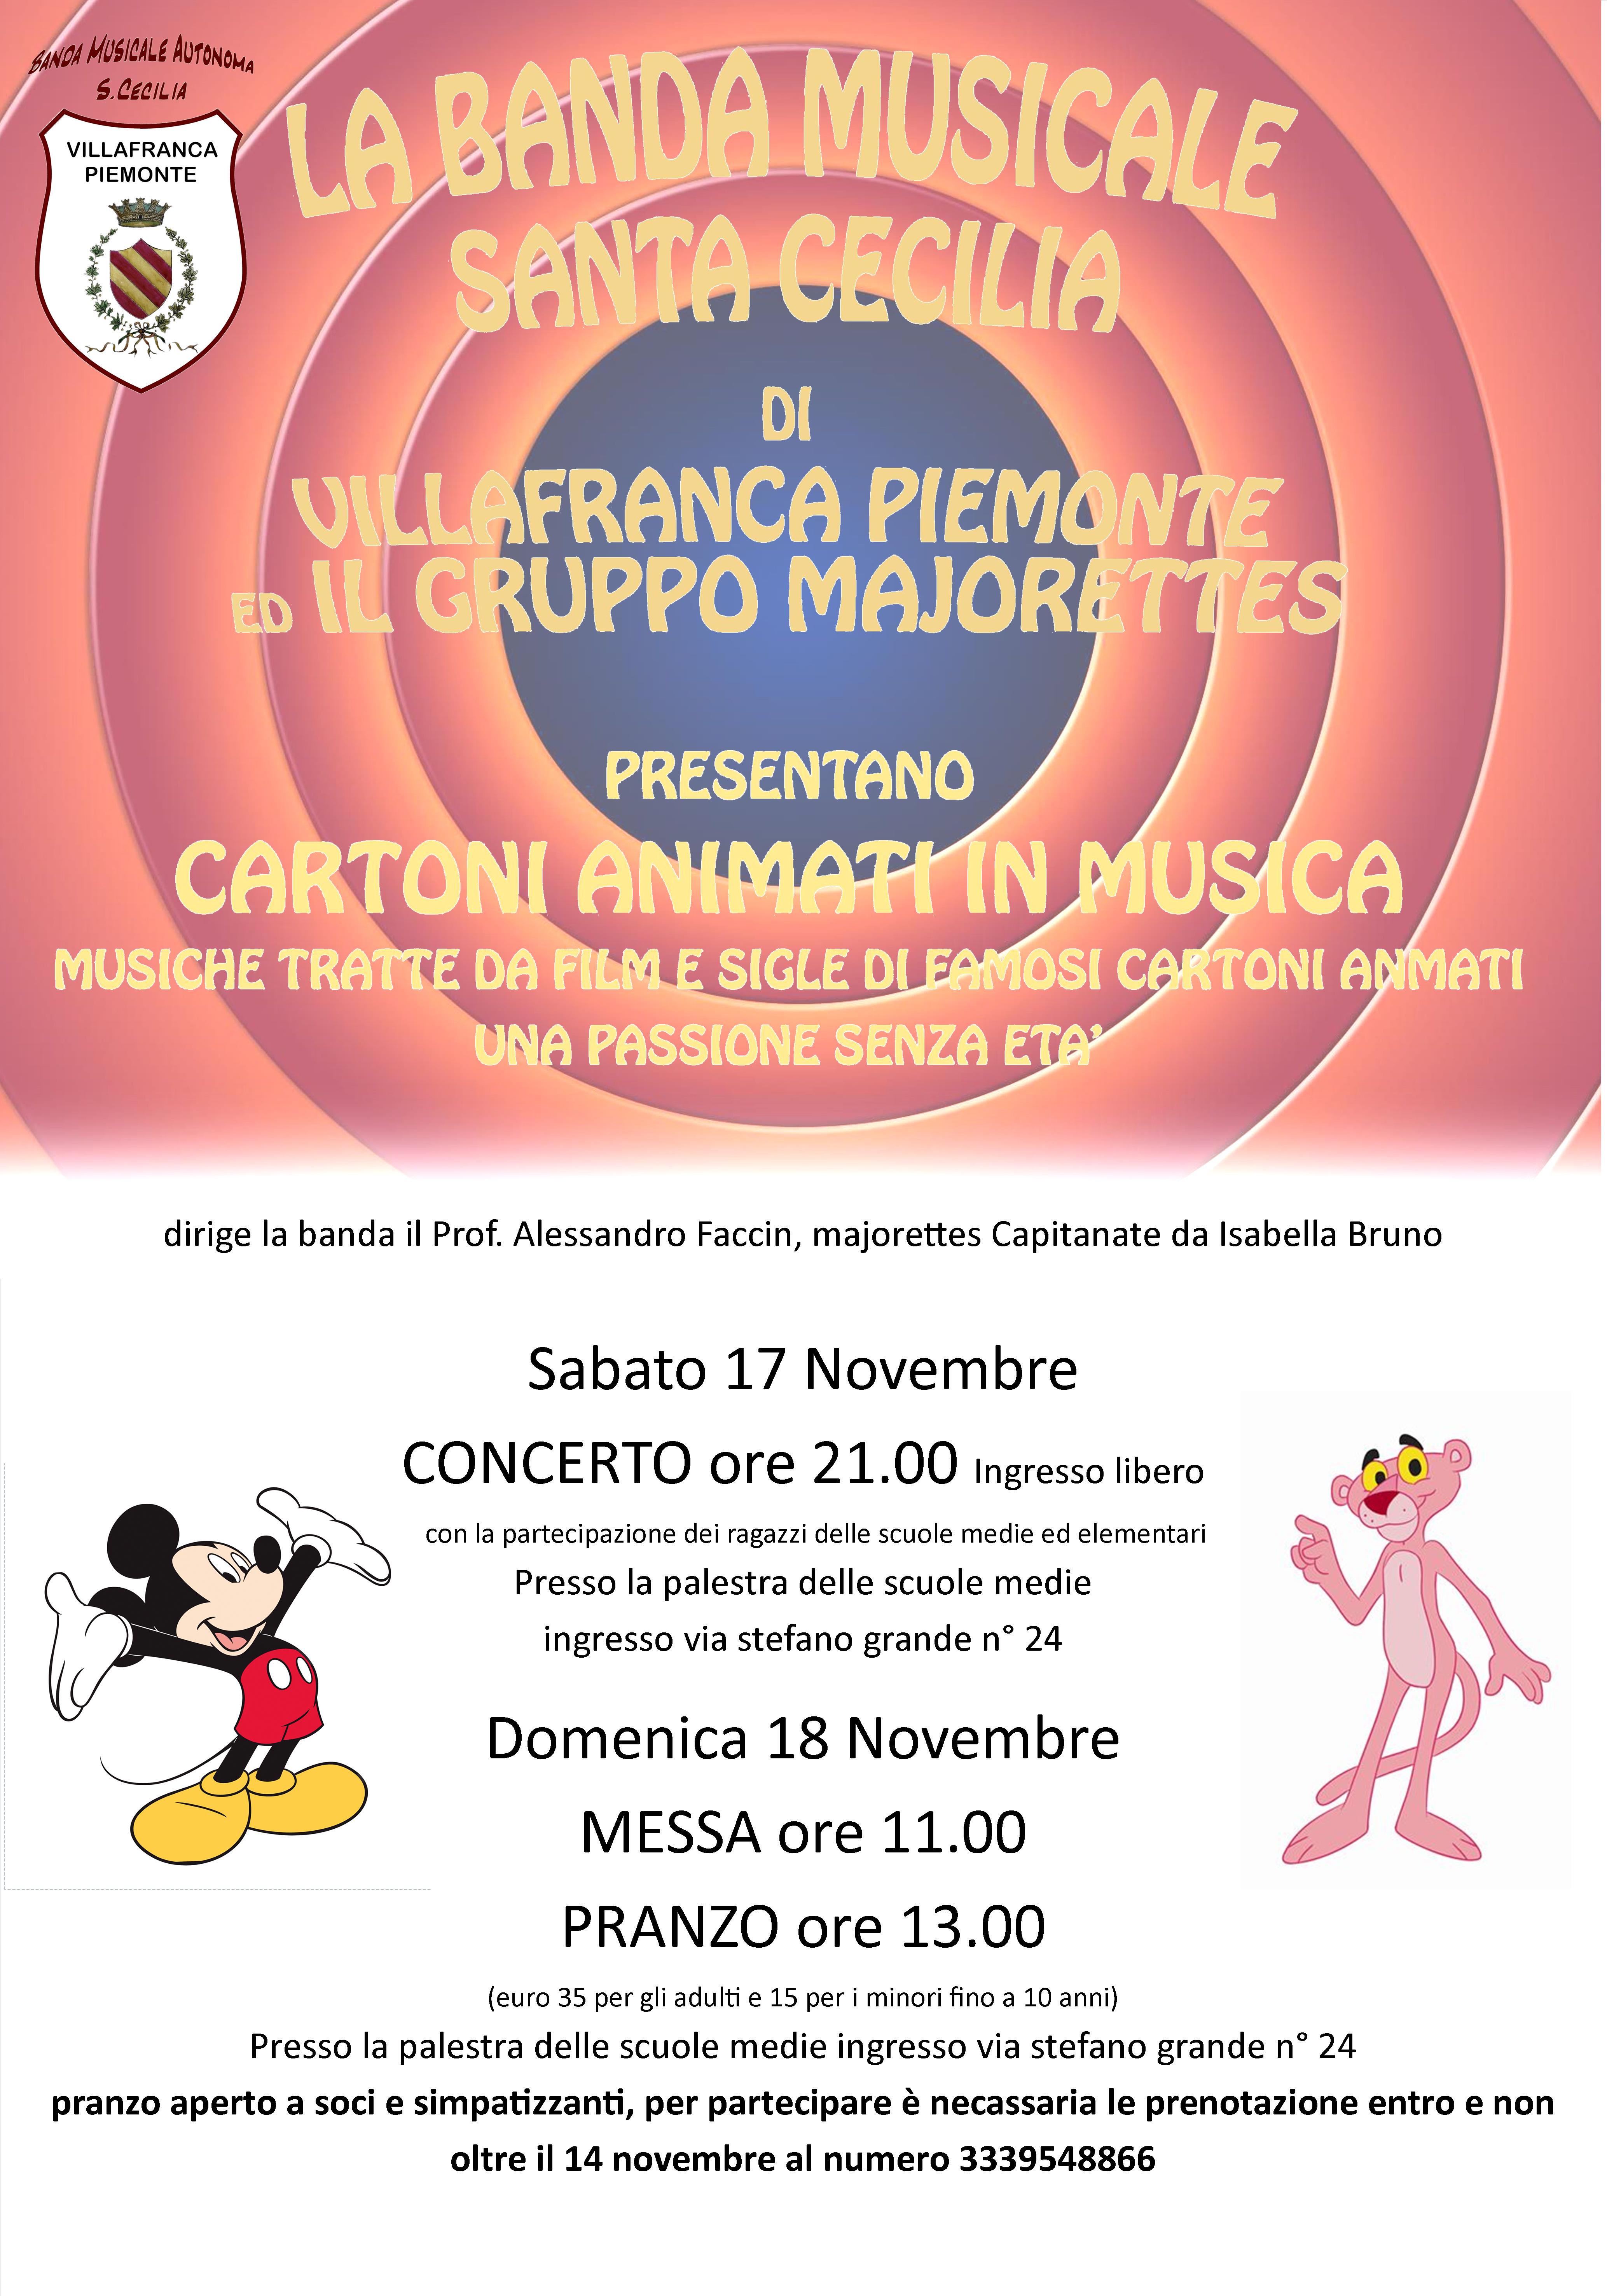 BANDA MUSICALE AUTONOMA
S.CECILIA
VILLAFRANCA
PIEMONTE
LA BANDA MUSICALE
SANTA CECILIA
DI
VILLAFRANCA PIEMONTE
ED IL GRUPPO MAJORETTES
PRESENTANO
CARTONI ANIMATI IN MUSICA
MUSICHE TRATTE DA FILM E SIGLE DI FAMOSI CARTONI ANMATI
UNA PASSIONE SENZA ETA'
dirige la banda il Prof. Alessandro Faccin, majorettes Capitanate da Isabella Bruno
Sabato 17 Novembre
CONCERTO ore 21.00 Ingresso libero
con la partecipazione dei ragazzi delle scuole medie ed elementari
Presso la palestra delle scuole medie
ingresso via stefano grande n° 24
Domenica 18 Novembre
MESSA ore 11.00
PRANZO ore 13.00
(euro 35 per gli adulti e 15 per i minori fino a 10 anni)
Presso la palestra delle scuole medie ingresso via stefano grande n° 24
pranzo aperto a soci e simpatizzanti, per partecipare è necassaria le prenotazione entro e non
oltre il 14 novembre al numero 3339548866